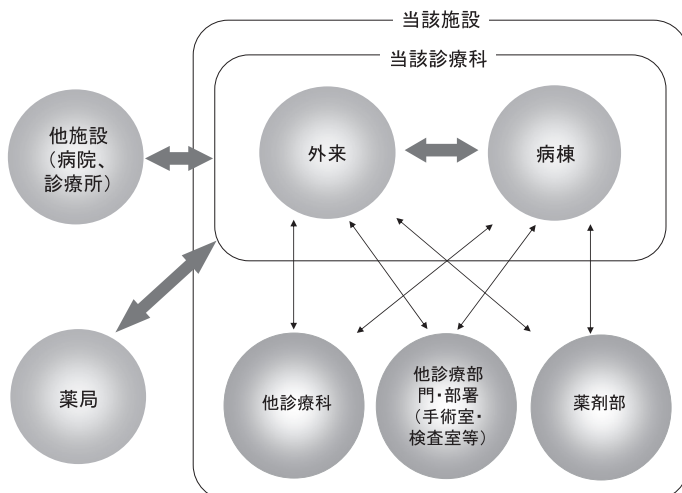 当該施設
当該診療科
他施設
（病院、
診療所）
外来
病棟
薬局
他診療科
他診療部
門・部署
（手術室・
検査室等）
薬剤部